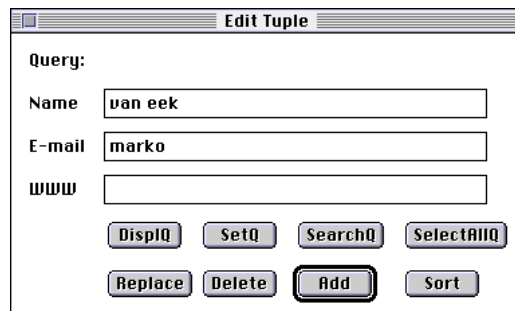 Edit Tuple
Query:
Name van eek
E-mail marko
WWW
DisplQ SetQ SearchQ SelectAllQ
Replace Delete Add Sort